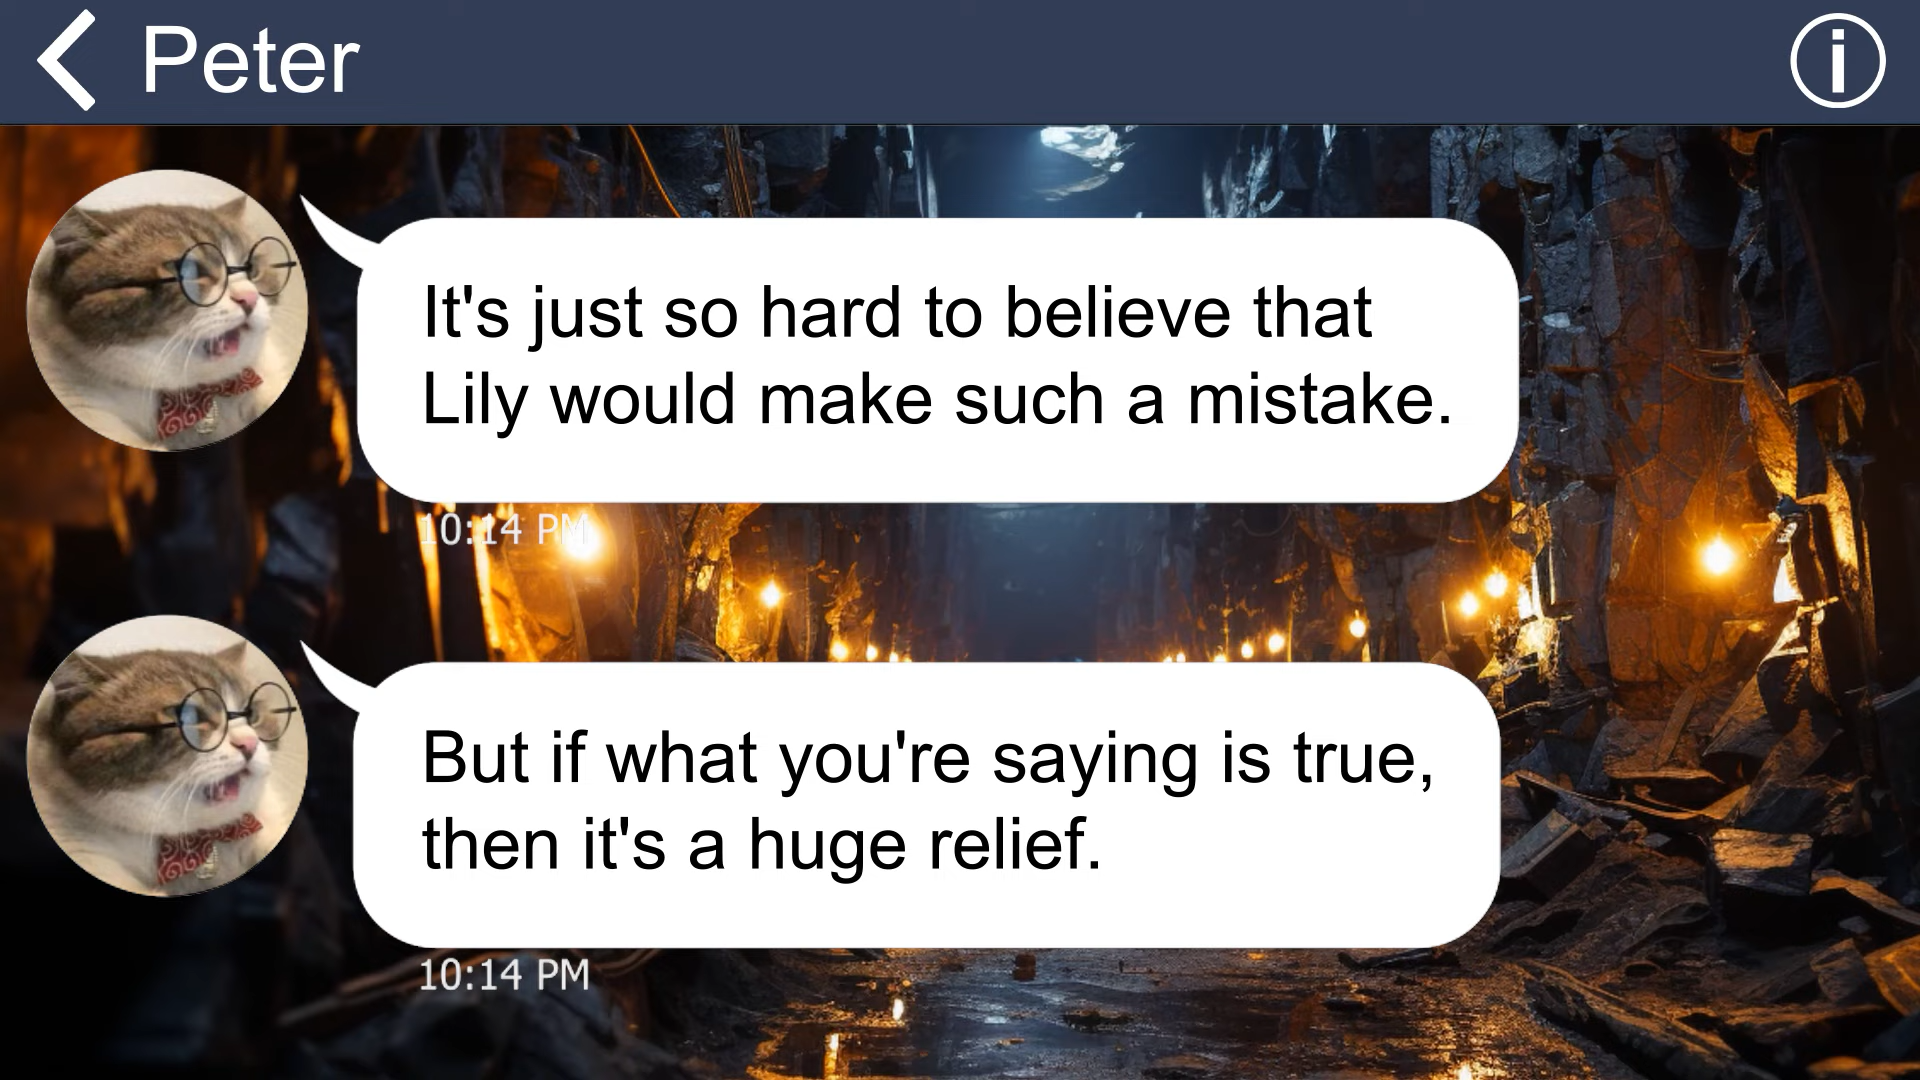 Peter
It's just so hard to believe that
Lily would make such a mistake.
10:14 PM
But if what you're saying is true,
then it's a huge relief.
10:14 PM